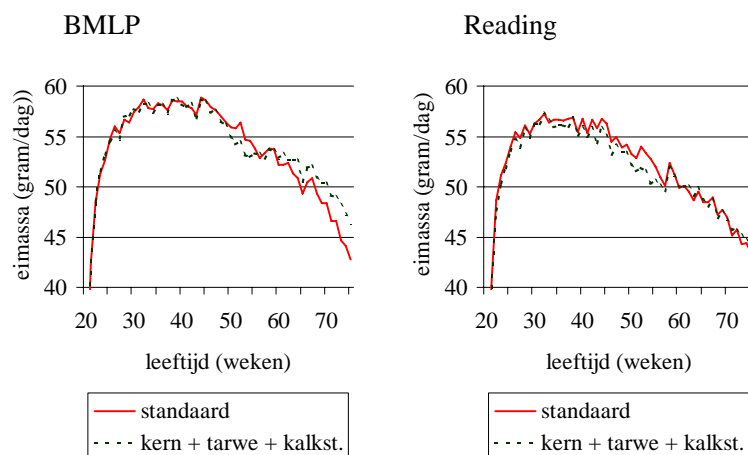 BMLP
eimassa (gram/dag))
60
55
50
45
40
20 30 40 50 60 70
leeftijd (weken)
standaard
kern + tarwe + kalkst.
Reading
eimassa (gram/dag)
60
55
50
45
40
20 30 40 50 60 70
leeftijd (weken)
standaard
kern + tarwe + kalkst.